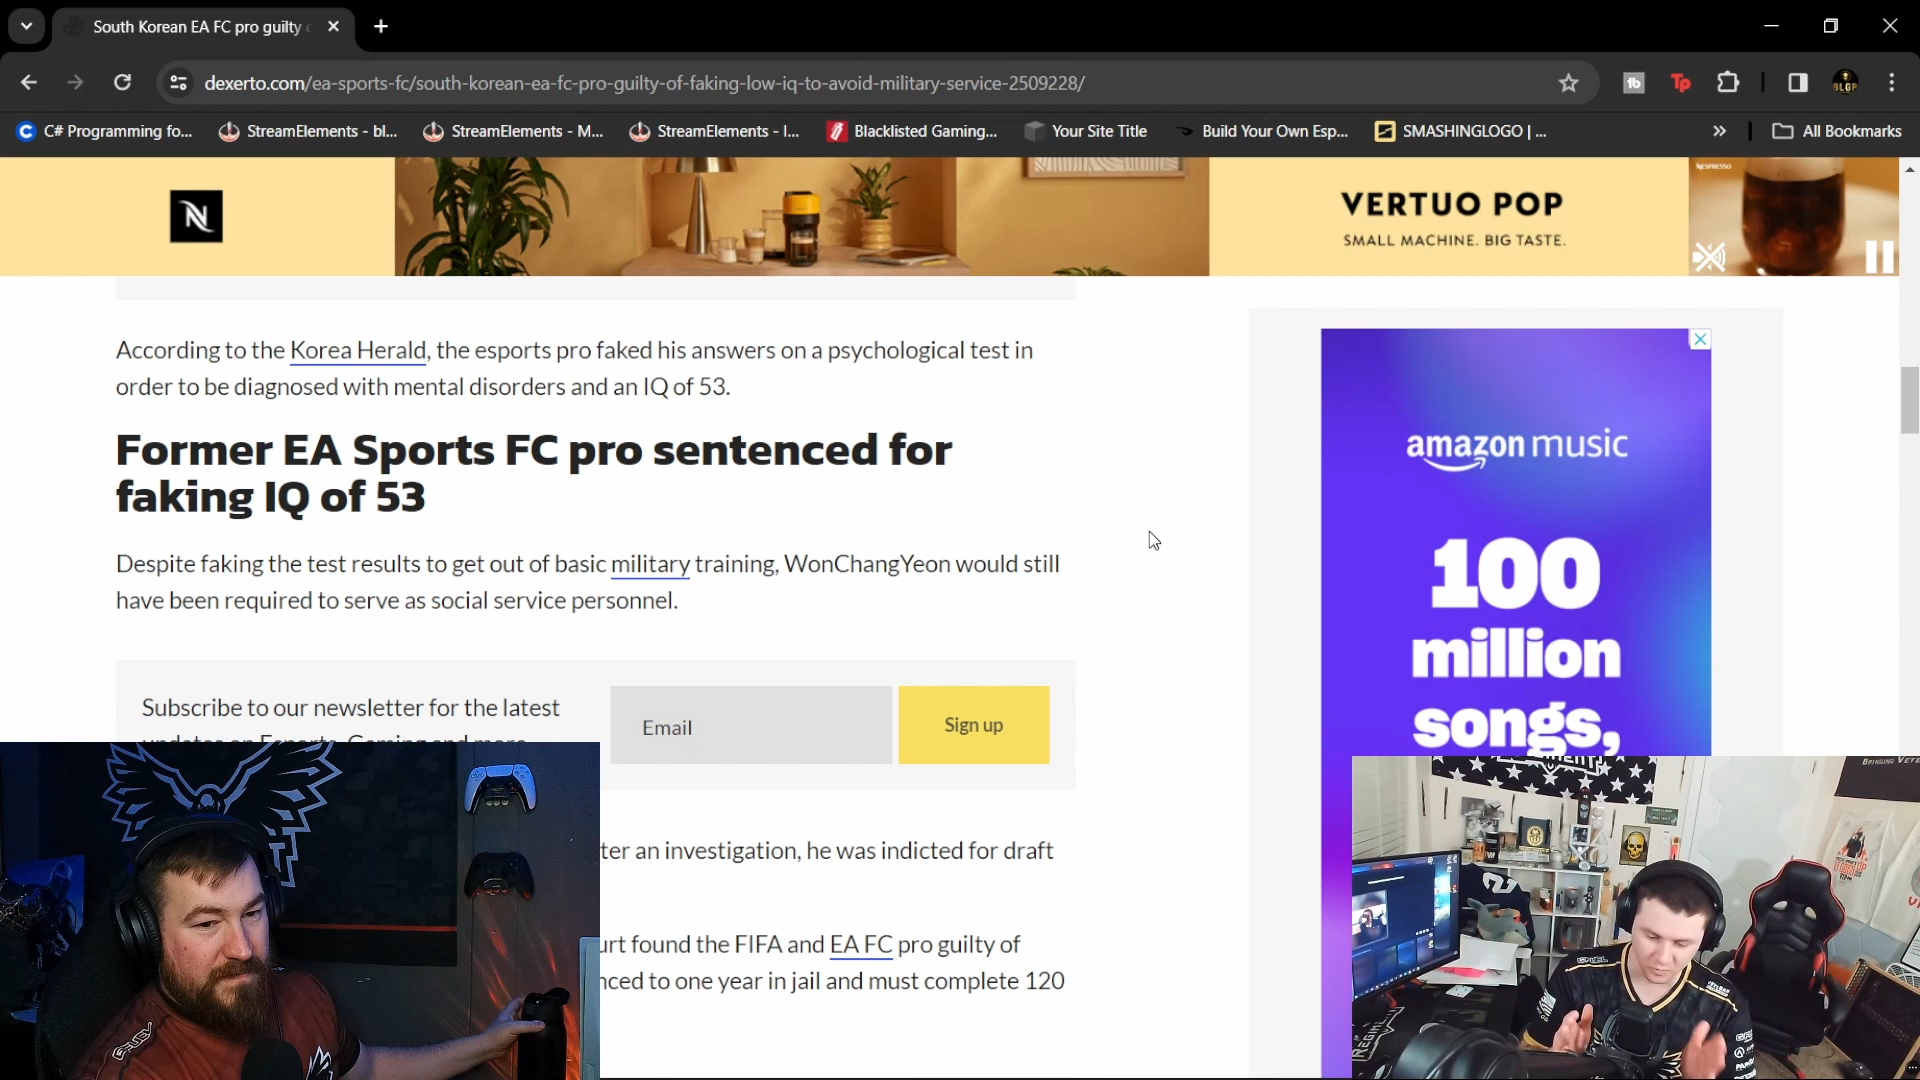 South Korean EA FC pro guilty
dexerto.com/ea-sports-fc/south-korean-ea-fc-pro-guilty-of-faking-low-iq-to-avoid-military-service-2509228/
C# Programming fo...
StreamElements - bl...
StreamElements - M...
StreamElements - I...
Blacklisted Gaming...
Your Site Title
Build Your Own Esp...
SMASHINGLOGO | ...
All Bookmarks
N
VERTUO POP
SMALL MACHINE. BIG TASTE.
NESPRESSO
According to the Korea Herald, the esports pro faked his answers on a psychological test in
order to be diagnosed with mental disorders and an IQ of 53.
Former EA Sports FC pro sentenced for
faking IQ of 53
Despite faking the test results to get out of basic military training, WonChangYeon would still
have been required to serve as social service personnel.
Subscribe to our newsletter for the latest
updates on Esports, Gaming and more
Email
Sign up
ter an investigation, he was indicted for draft
urt found the FIFA and EA FC pro guilty of
nced to one year in jail and must complete 120
amazon music
100
million
songs,